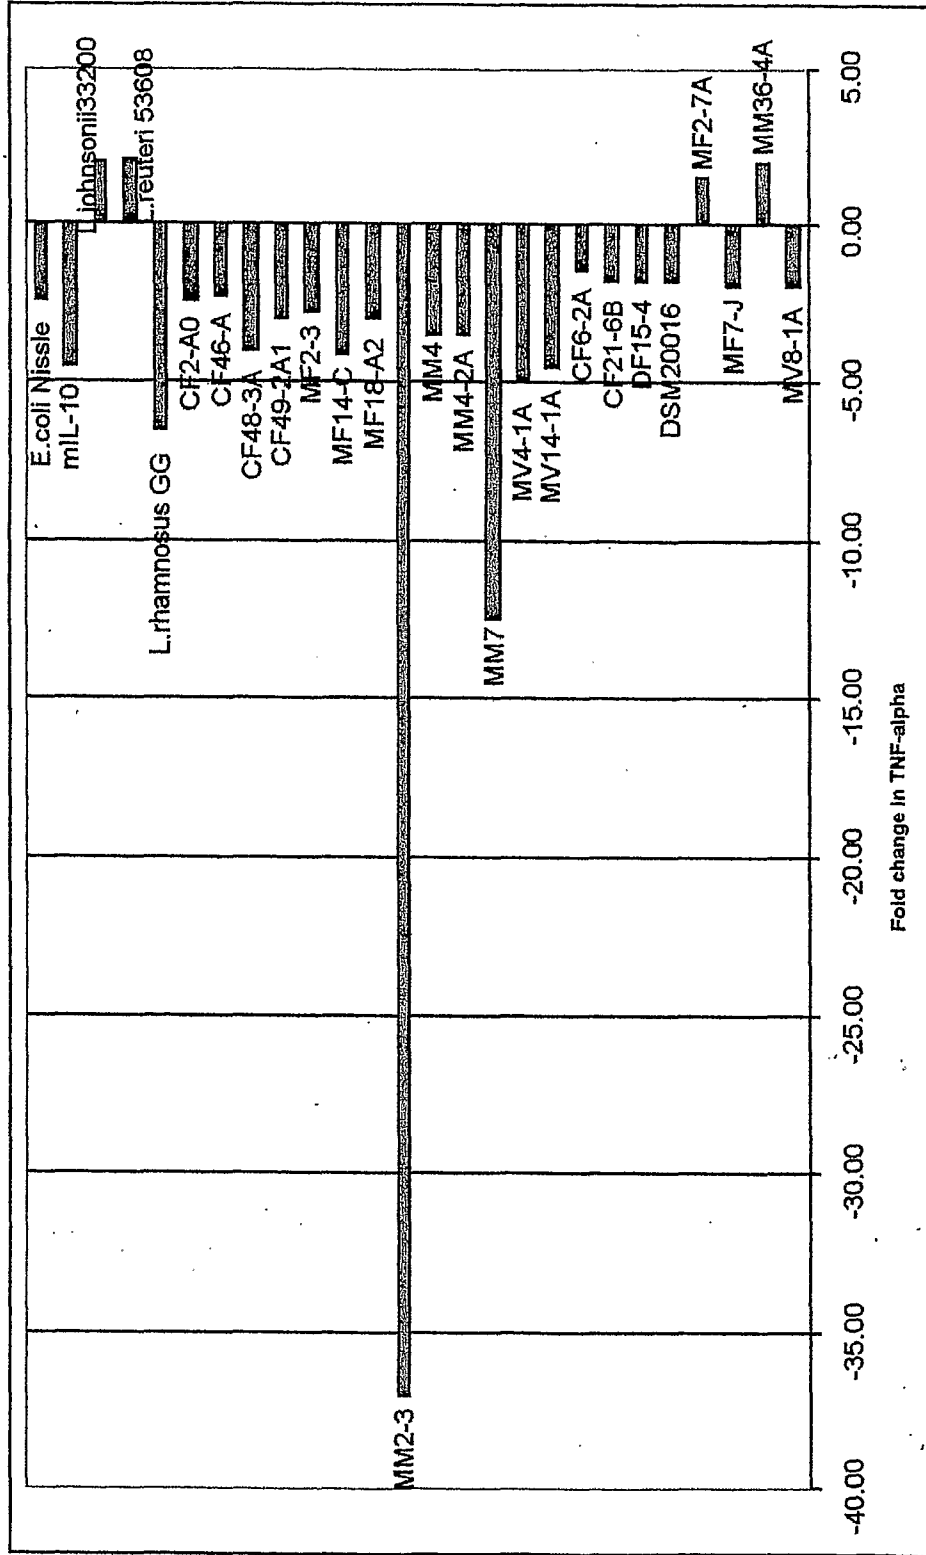 E.coli Nissle
mIL-10
L.johnsonii33200
L.reuteri 53608
L.rhamnosus GG
CF2-A0
CF46-A
CF48-3A
CF49-2A1
MF2-3
MF14-C
MF18-A2
MM2-3
MM4
MM4-2A
MM7
MV4-1A
MV14-1A
CF6-2A
CF21-6B
DF15-4
DSM20016
MF2-7A
MF7-J
MM36-4A
MV8-1A
-40.00
-35.00
-30.00
-25.00
-20.00
-15.00
-10.00
-5.00
0.00
5.00
Fold change in TNF-alpha